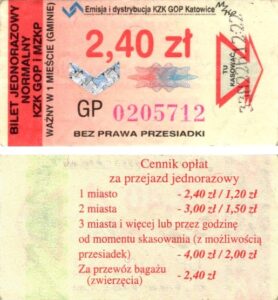 Emisja i dystrybucja KZK GOP Katowice
BILET JEDNORAZOWY
NORMALNY
KZK GOP i MZKP
WAŻNY W 1 MIEŚCIE (GMINIE)
2,40 zł
TU
KASOWAĆ
GP 0205712
BEZ PRAWA PRZESIADKI
Cennik opłat
za przejazd jednorazowy
1 miasto - 2,40 zł / 1,20 zł
2 miasta - 3,00 zł / 1,50 zł
3 miasta i więcej lub przez godzinę
od momentu skasowania (z możliwością
przesiadek) - 4,00 zł / 2,00 zł
Za przewóz bagażu
(zwierzęcia) - 2,40 zł